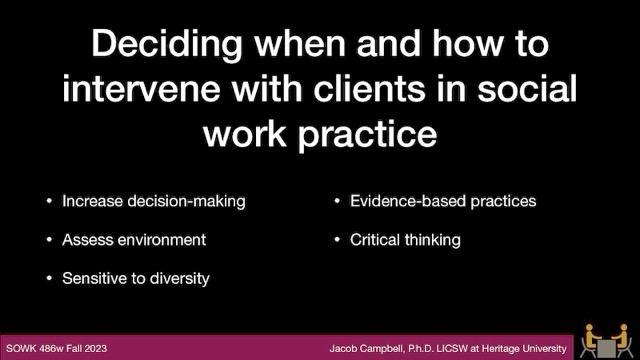 Deciding when and how to
intervene with clients in social
work practice
• Increase decision-making
• Assess environment
• Sensitive to diversity
• Evidence-based practices
• Critical thinking
SOWK 486w Fall 2023
Jacob Campbell, P.h.D. LICSW at Heritage University